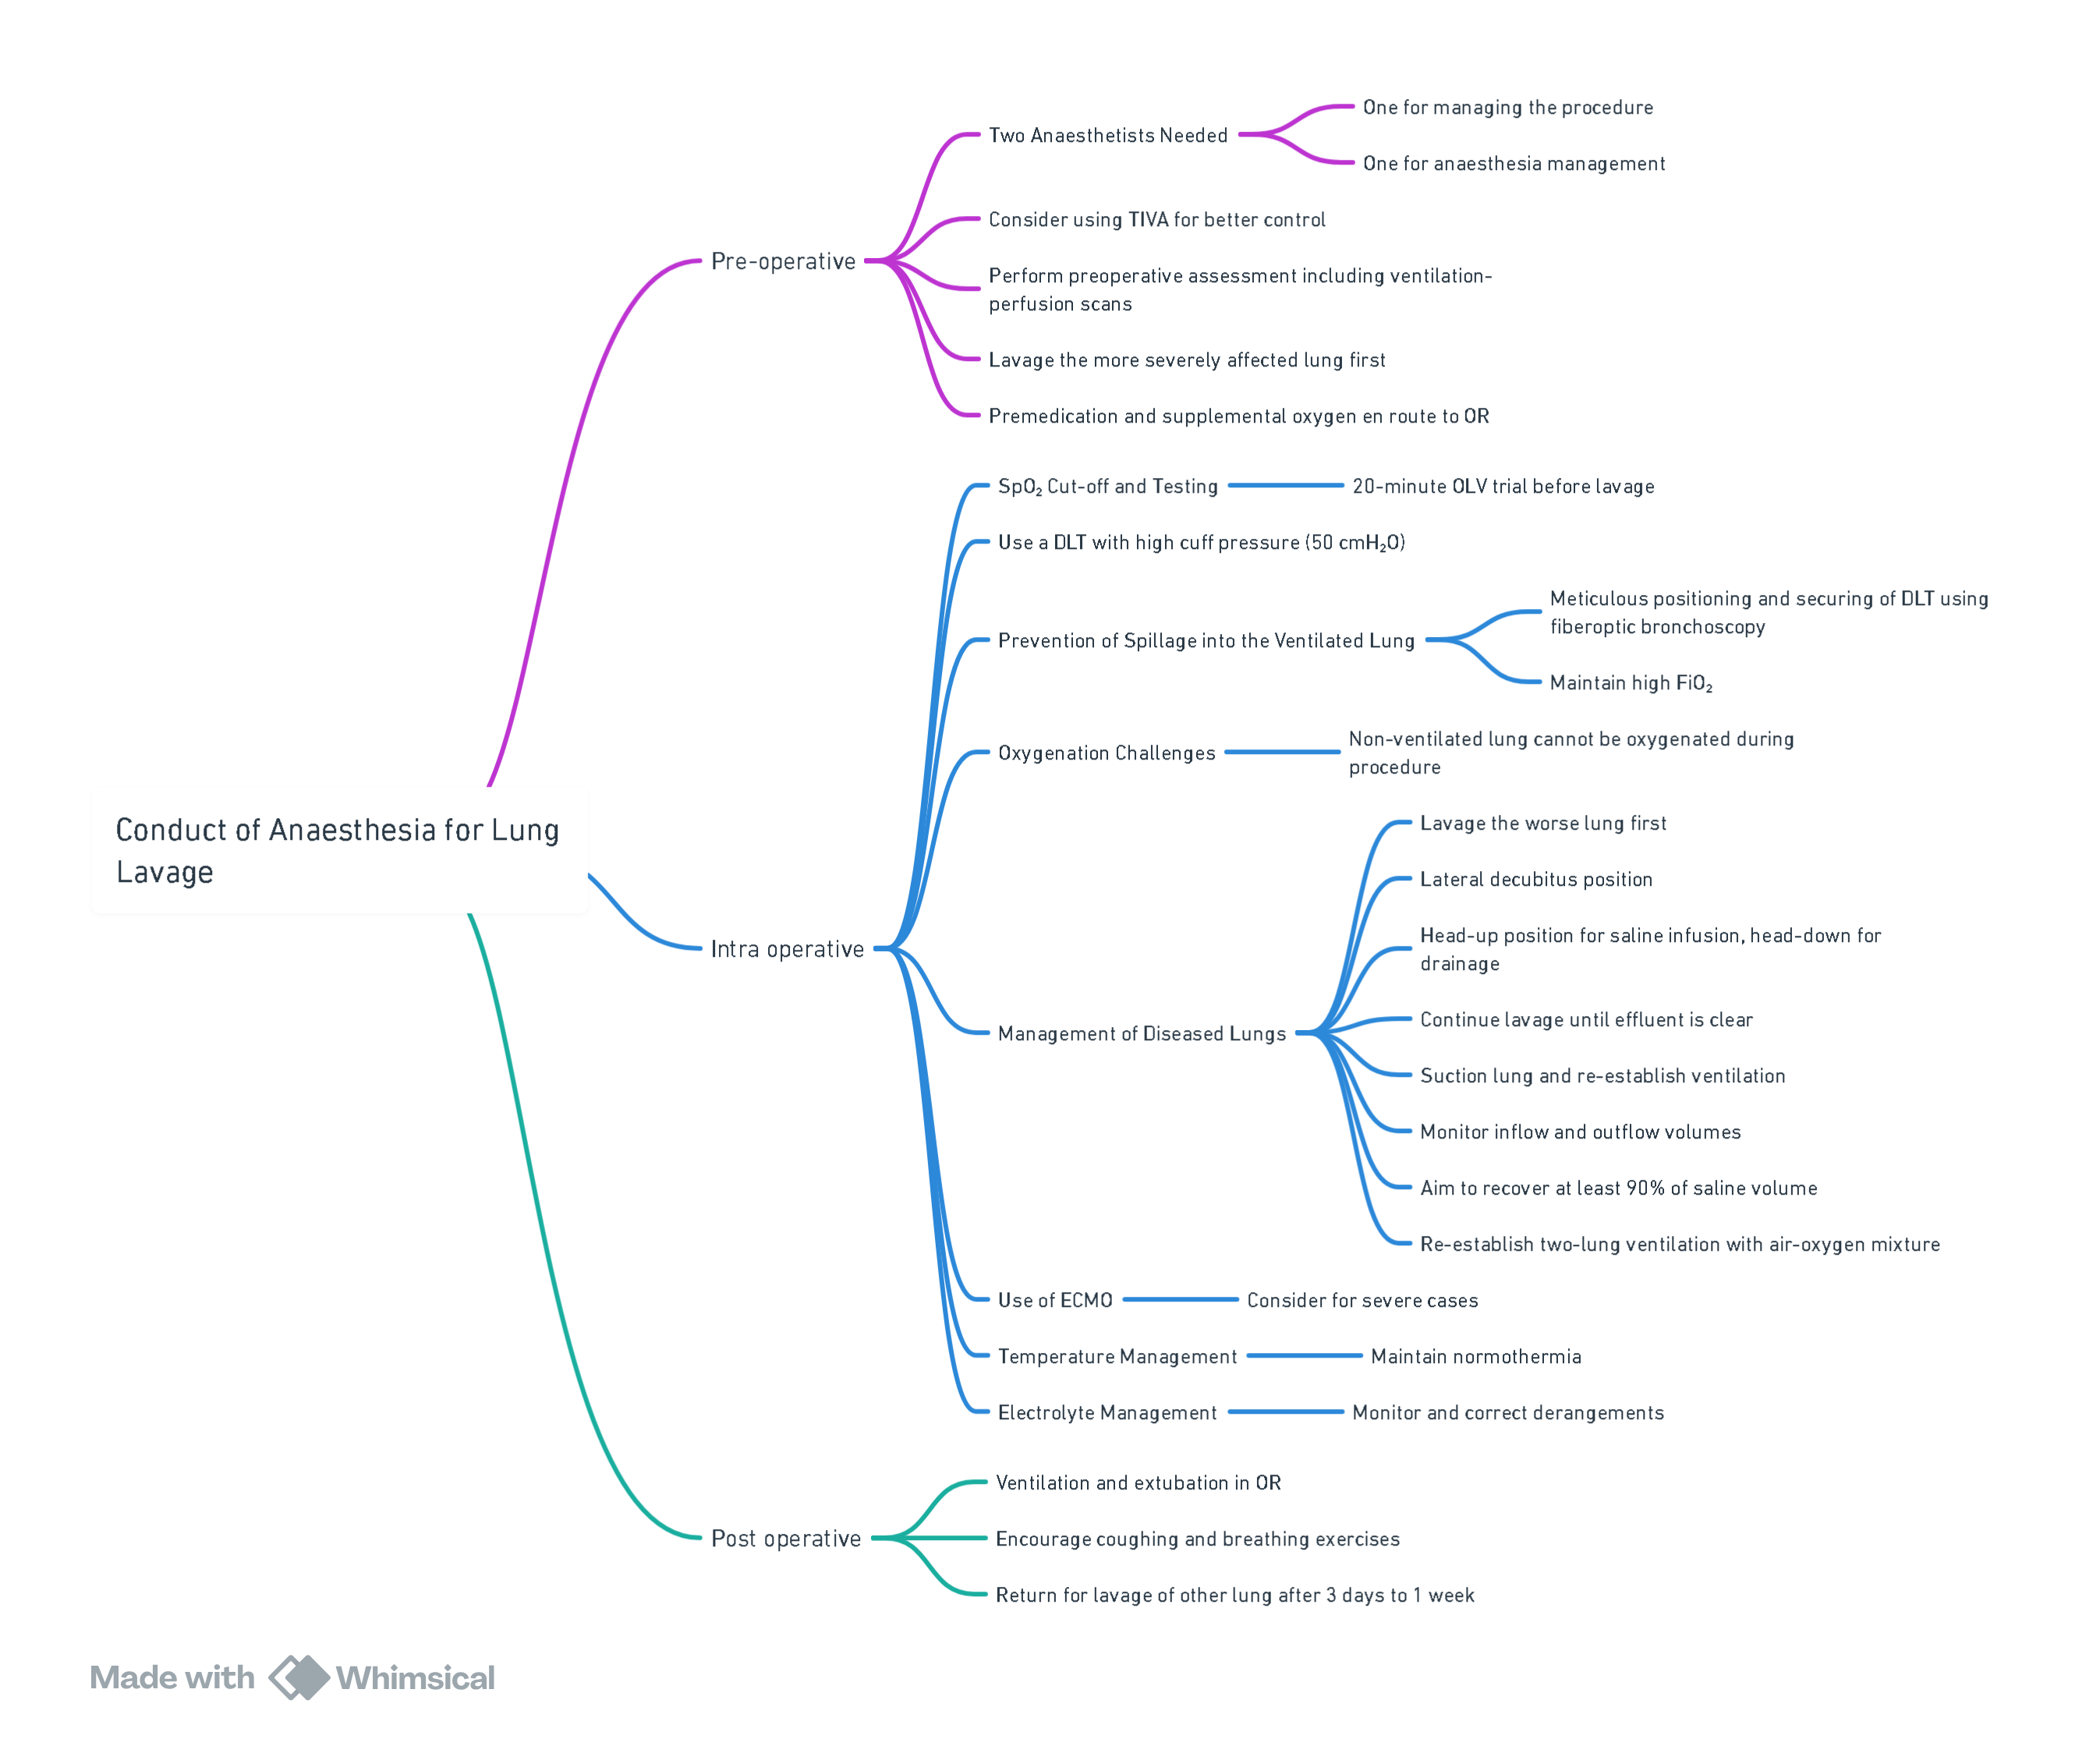 Conduct of Anaesthesia for Lung
Lavage
Pre-operative
Two Anaesthetists Needed
One for managing the procedure
One for anaesthesia management
Consider using TIVA for better control
Perform preoperative assessment including ventilation-
perfusion scans
Lavage the more severely affected lung first
Premedication and supplemental oxygen en route to OR
Intra operative
SpO₂ Cut-off and Testing
20-minute OLV trial before lavage
Use a DLT with high cuff pressure (50 cmH₂O)
Prevention of Spillage into the Ventilated Lung
Meticulous positioning and securing of DLT using
fiberoptic bronchoscopy
Maintain high FiO₂
Oxygenation Challenges
Non-ventilated lung cannot be oxygenated during
procedure
Management of Diseased Lungs
Lavage the worse lung first
Lateral decubitus position
Head-up position for saline infusion, head-down for
drainage
Continue lavage until effluent is clear
Suction lung and re-establish ventilation
Monitor inflow and outflow volumes
Aim to recover at least 90% of saline volume
Re-establish two-lung ventilation with air-oxygen mixture
Use of ECMO
Consider for severe cases
Temperature Management
Maintain normothermia
Electrolyte Management
Monitor and correct derangements
Post operative
Ventilation and extubation in OR
Encourage coughing and breathing exercises
Return for lavage of other lung after 3 days to 1 week
Made with Whimsical